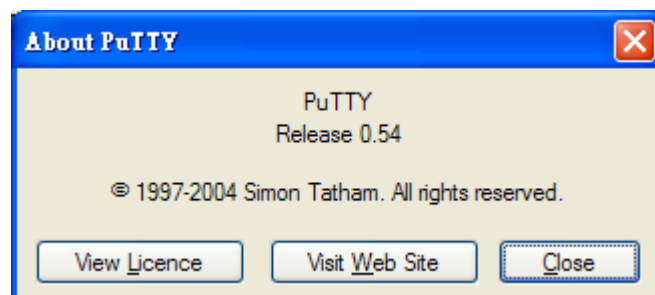 About PuTTY
PuTTY
Release 0.54
© 1997-2004 Simon Tatham. All rights reserved.
View Licence Visit Web Site Close